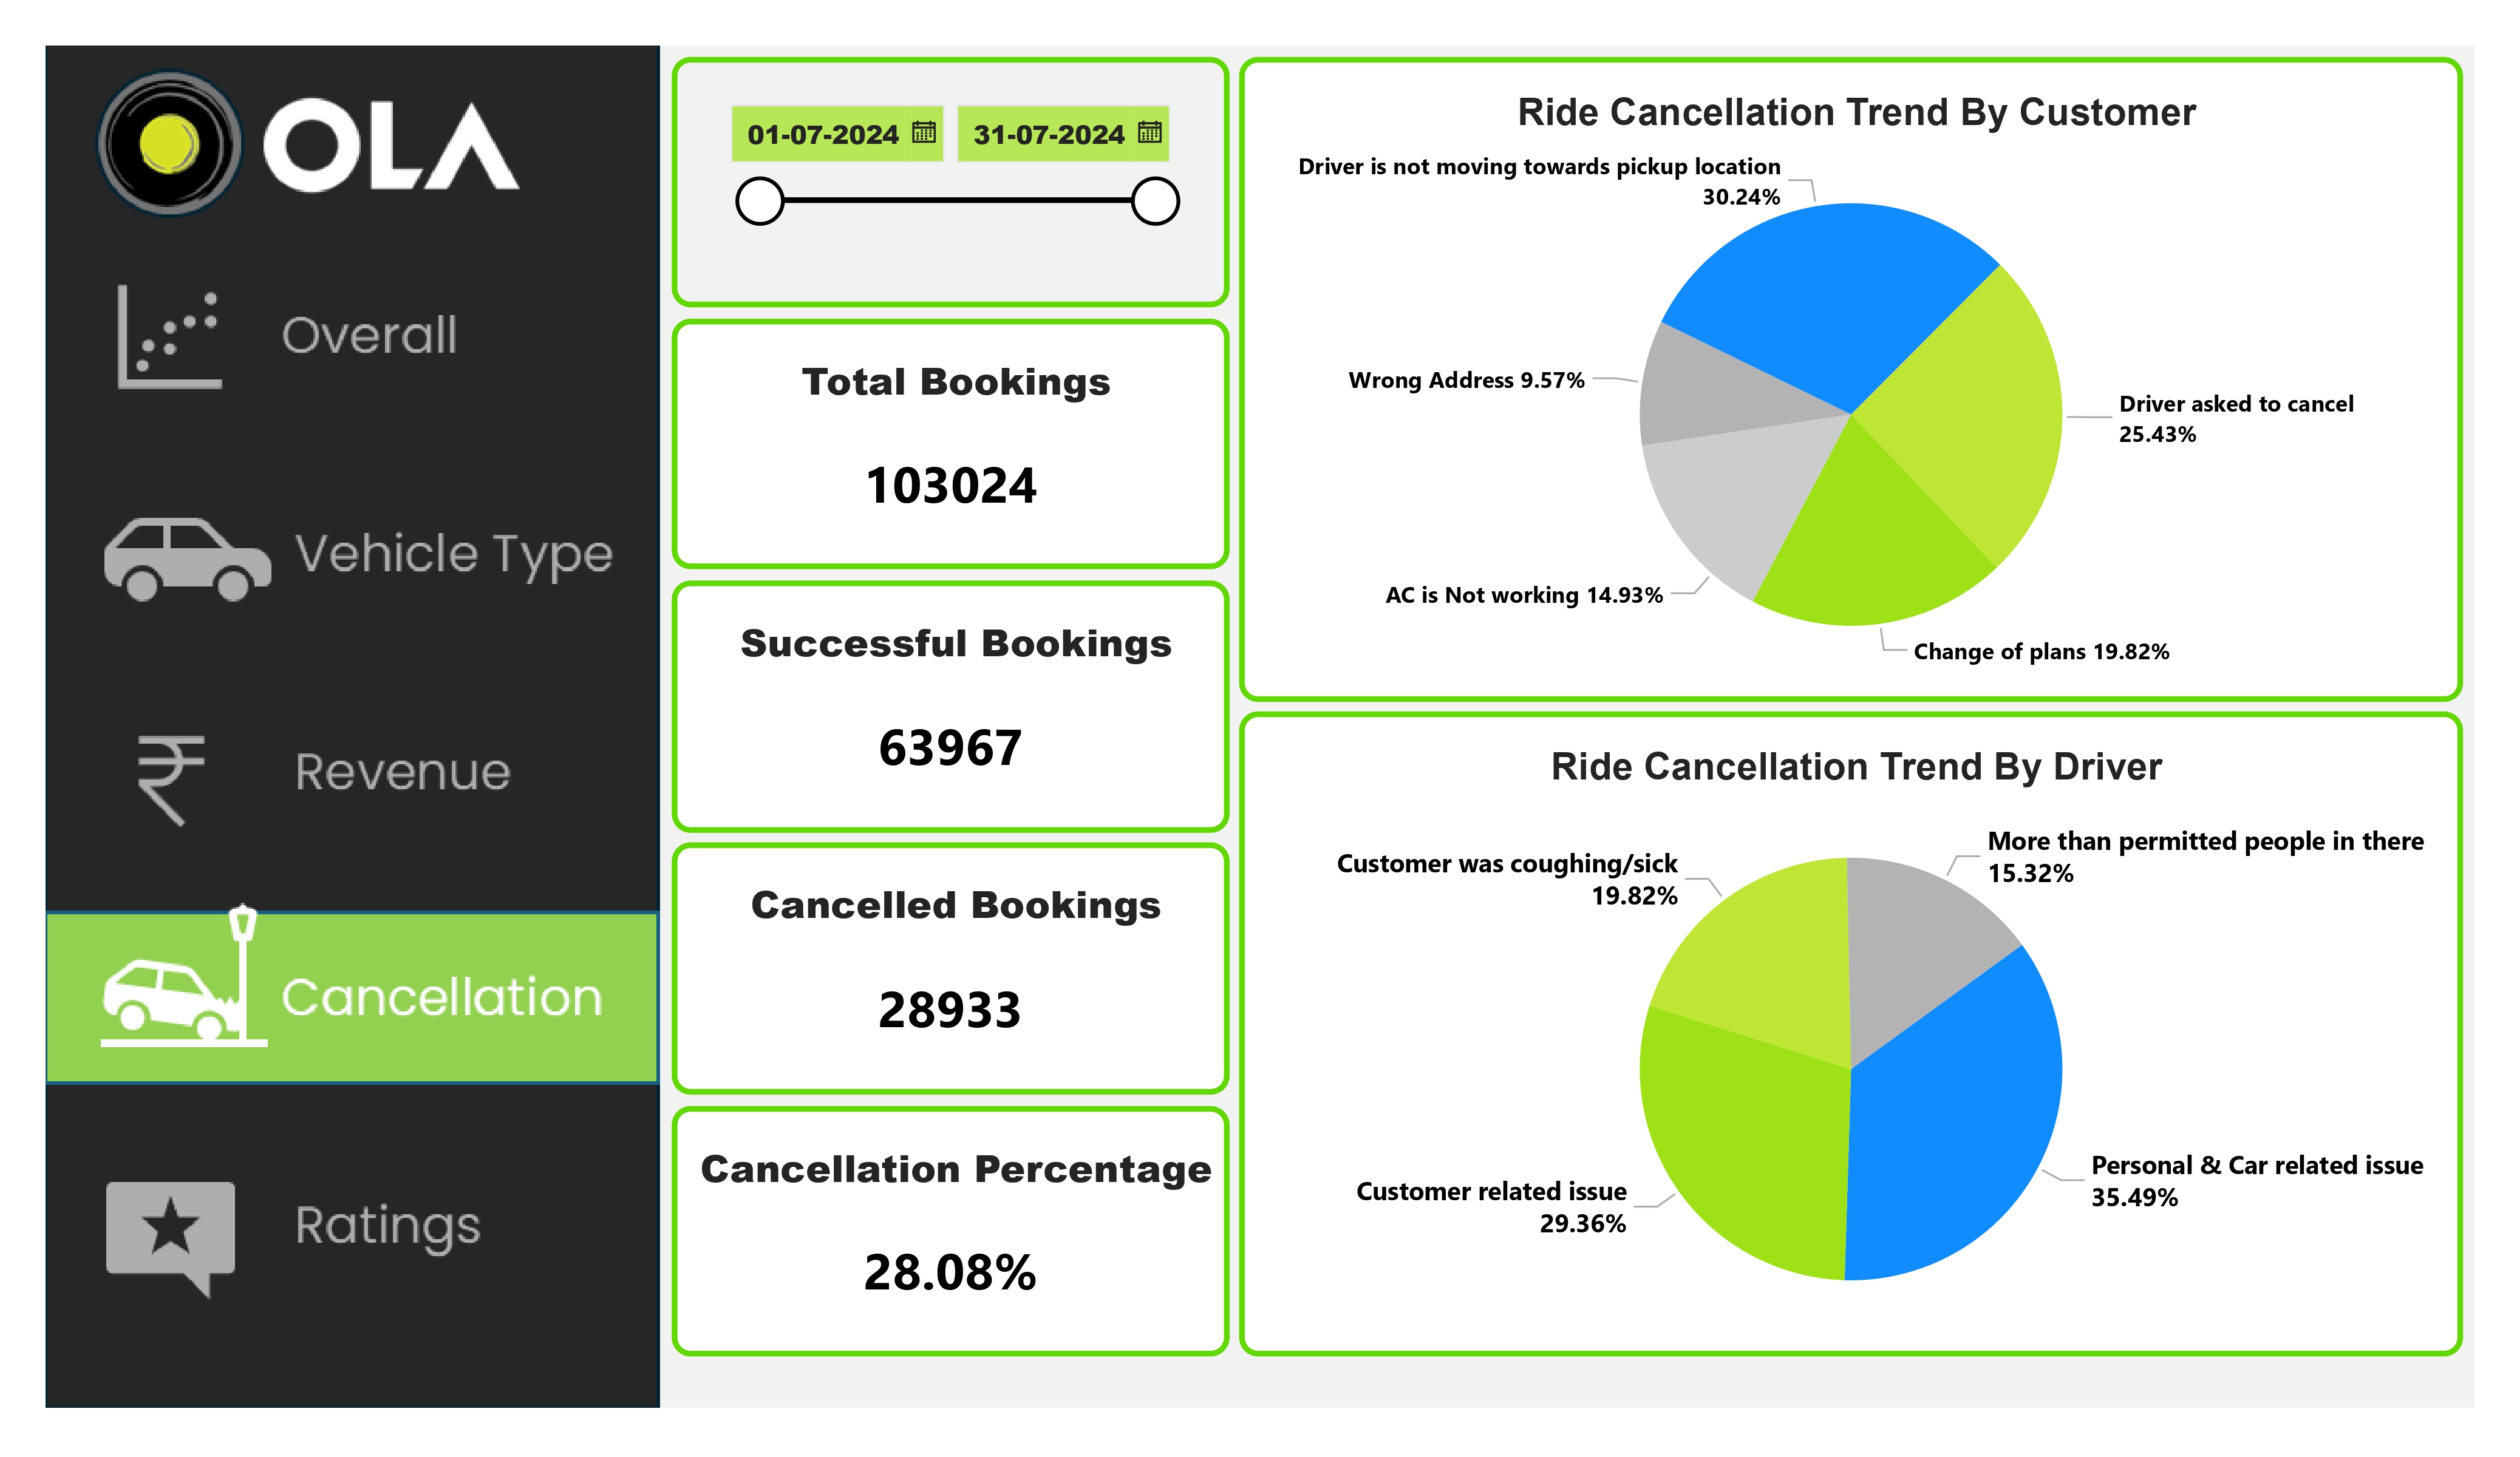 OLA
Overall
Vehicle Type
Revenue
Cancellation
Ratings
01-07-2024
31-07-2024
Total Bookings
103024
Successful Bookings
63967
Cancelled Bookings
28933
Cancellation Percentage
28.08%
Ride Cancellation Trend By Customer
Driver is not moving towards pickup location
30.24%
Wrong Address 9.57%
Driver asked to cancel
25.43%
AC is Not working 14.93%
Change of plans 19.82%
Ride Cancellation Trend By Driver
More than permitted people in there
15.32%
Customer was coughing/sick
19.82%
Personal & Car related issue
35.49%
Customer related issue
29.36%